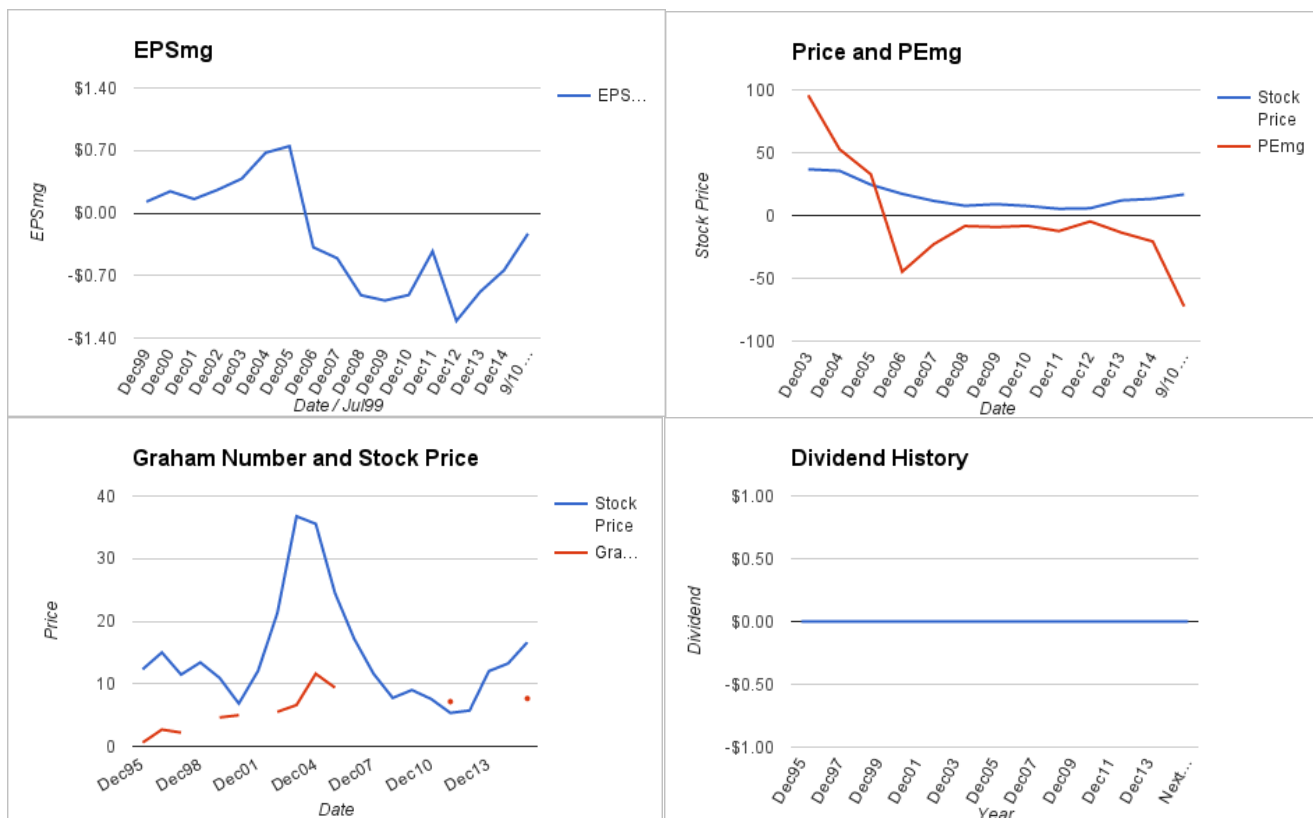 EPSmg
$1.40
$0.70
$0.00
-$0.70
-$1.40
EPSmg
EPS...
Dec99
Dec00
Dec01
Dec02
Dec03
Dec04
Dec05
Dec06
Dec07
Dec08
Dec09
Dec10
Dec11
Dec12
Dec13
Dec14
9/10 ...
Date / Jul99
Price and PEmg
100
50
0
-50
-100
Stock Price
Stock
Price
PEmg
Dec03
Dec04
Dec05
Dec06
Dec07
Dec08
Dec09
Dec10
Dec11
Dec12
Dec13
Dec14
9/10 ...
Date
Graham Number and Stock Price
40
30
20
10
0
Price
Stock
Price
Gra...
Dec95
Dec98
Dec01
Dec04
Dec07
Dec10
Dec13
Date
Dividend History
$1.00
$0.50
$0.00
-$0.50
-$1.00
Dividend
Dec95
Dec97
Dec99
Dec01
Dec03
Dec05
Dec07
Dec09
Dec11
Dec13
Next...
Year